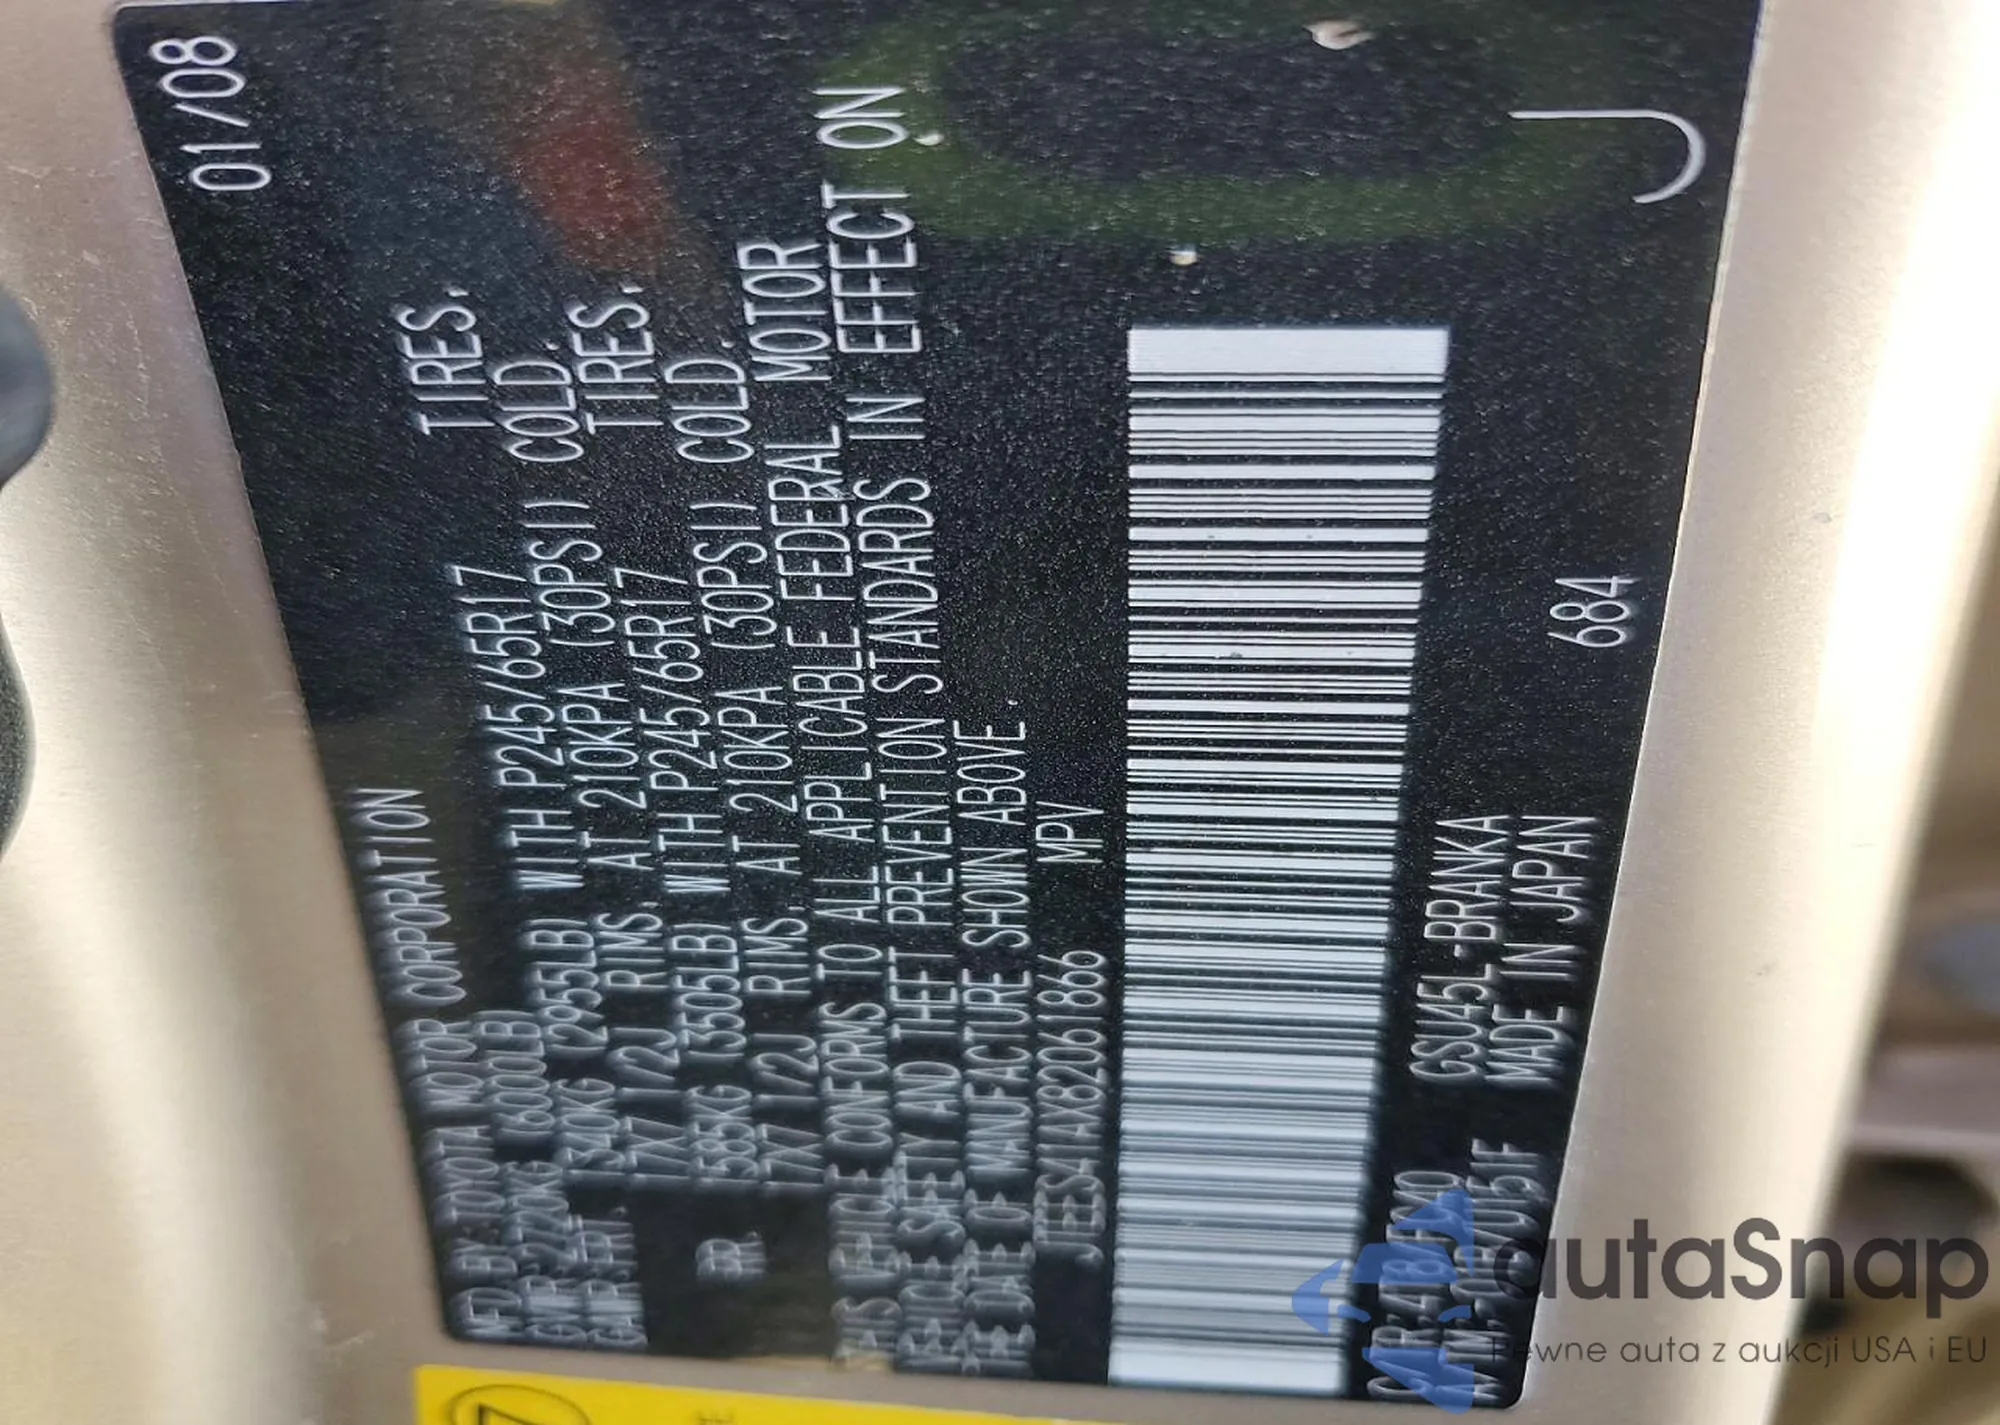 MFD BY: TOYOTA MOTOR CORPORATION 01/08
GVWR 2720KG (6000LB)
GAWR FRT. 1340KG (2955LB) WITH P245/65R17 TIRES,
17X7 1/2J RIMS, AT 210KPA (30PSI) COLD.
RR. 1585KG (3505LB) WITH P245/65R17 TIRES,
17X7 1/2J RIMS, AT 210KPA (30PSI) COLD.
THIS VEHICLE CONFORMS TO ALL APPLICABLE FEDERAL MOTOR
VEHICLE SAFETY AND THEFT PREVENTION STANDARDS IN EFFECT ON
THE DATE OF MANUFACTURE SHOWN ABOVE.
JTEES41AX82061866 MPV
J
GSU45L-BRANKA
MADE IN JAPAN 684
autaSnap
Pewne auta z aukcji USA i EU